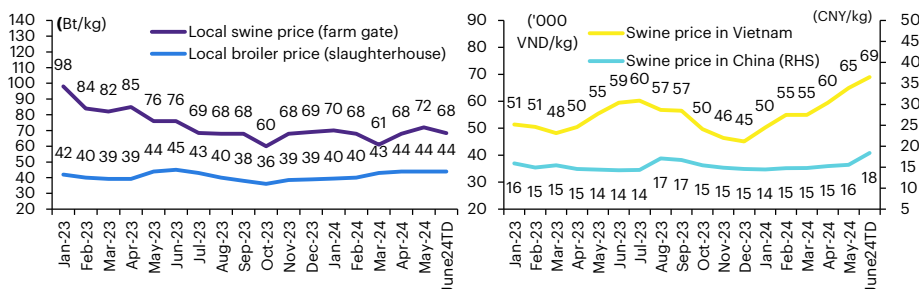 (Bt/kg)
140
130
120
110
100
90
80
70
60
50
40
30
20
Local swine price (farm gate)
Local broiler price (slaughterhouse)
98 84 82 85 76 76 69 68 68 60 68 69 70 68 61 68 72 68
42 40 39 39 44 45 43 40 38 36 39 39 40 40 43 44 44 44
Jan-23 Feb-23 Mar-23 Apr-23 May-23 Jun-23 Jul-23 Aug-23 Sep-23 Oct-23 Nov-23 Dec-23 Jan-24 Feb-24 Mar-24 Apr-24 May-24 June24TD
('000
VND/kg)
(CNY/kg)
90
80
70
60
50
40
30
20
Swine price in Vietnam
Swine price in China (RHS)
50
45
40
35
30
25
20
15
10
5
0
51 51 48 50 55 59 60 57 57 50 46 45 50 55 55 60 65 69
16 15 15 15 14 14 14 17 17 15 15 15 14 15 15 15 16 18
Jan-23 Feb-23 Mar-23 Apr-23 May-23 Jun-23 Jul-23 Aug-23 Sep-23 Oct-23 Nov-23 Dec-23 Jan-24 Feb-24 Mar-24 Apr-24 May-24 June24TD